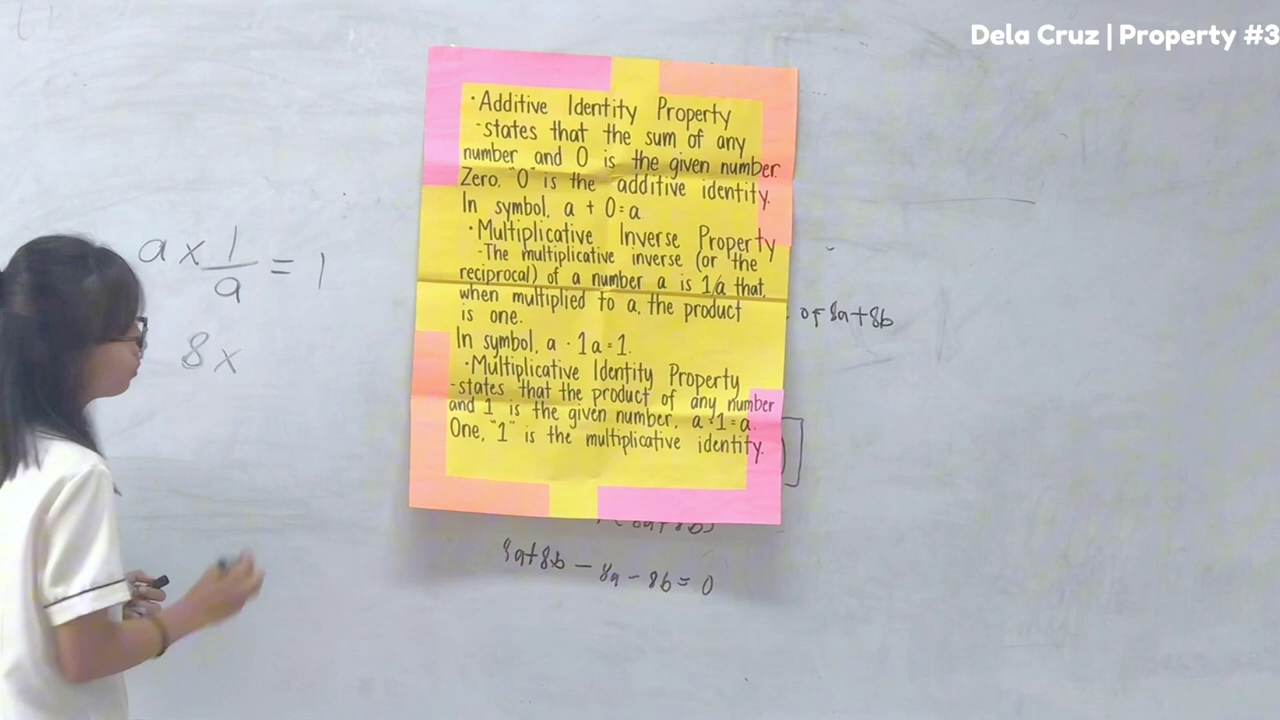 Dela Cruz | Property #3
a x 1/a = 1
8 x
·Additive Identity Property
-states that the sum of any
number and 0 is the given number.
Zero, "0" is the additive identity.
In symbol, a + 0=a
·Multiplicative Inverse Property
-The multiplicative inverse (or the
reciprocal) of a number a is 1/a that,
when multiplied to a, the product
is one.
In symbol, a · 1a=1.
·Multiplicative Identity Property
-states that the product of any number
and 1 is the given number, a·1=a.
One, "1" is the multiplicative identity.
of 8a+8b
8a+8b - 8a - 8b = 0